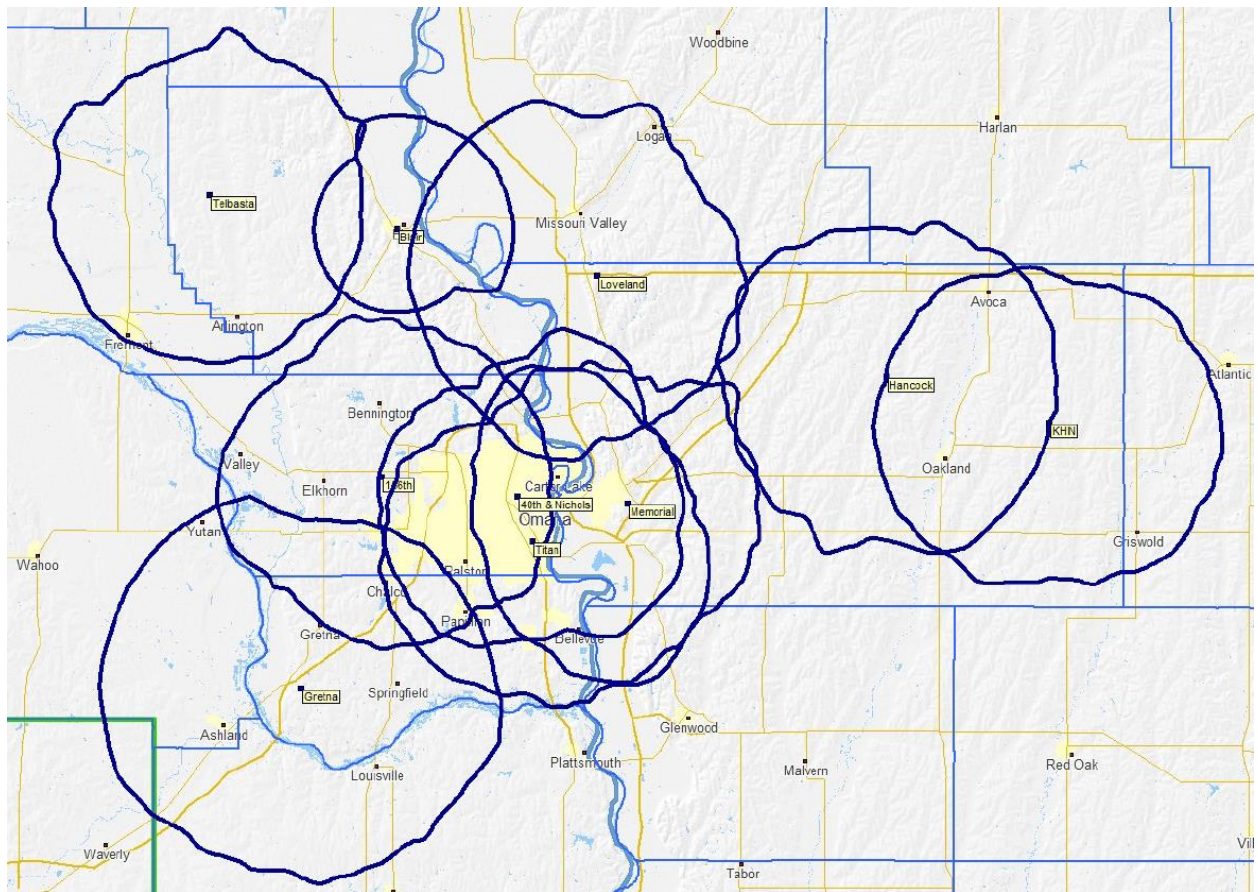 Woodbine
Logan
Harlan
Telbasta
Missouri Valley
Blair
Loveland
Avoca
Arlington
Fremont
Atlantic
Hancock
Bennington
KHN
Valley
Oakland
Elkhorn
156th
Carter Lake
40th & Nichols
Memorial
Omaha
Yutan
Titan
Griswold
Wahoo
Ralston
Chalco
Papillion
Gretna
Bellevue
Gretna
Springfield
Ashland
Glenwood
Plattsmouth
Malvern
Red Oak
Louisville
Waverly
Vil
Tabor